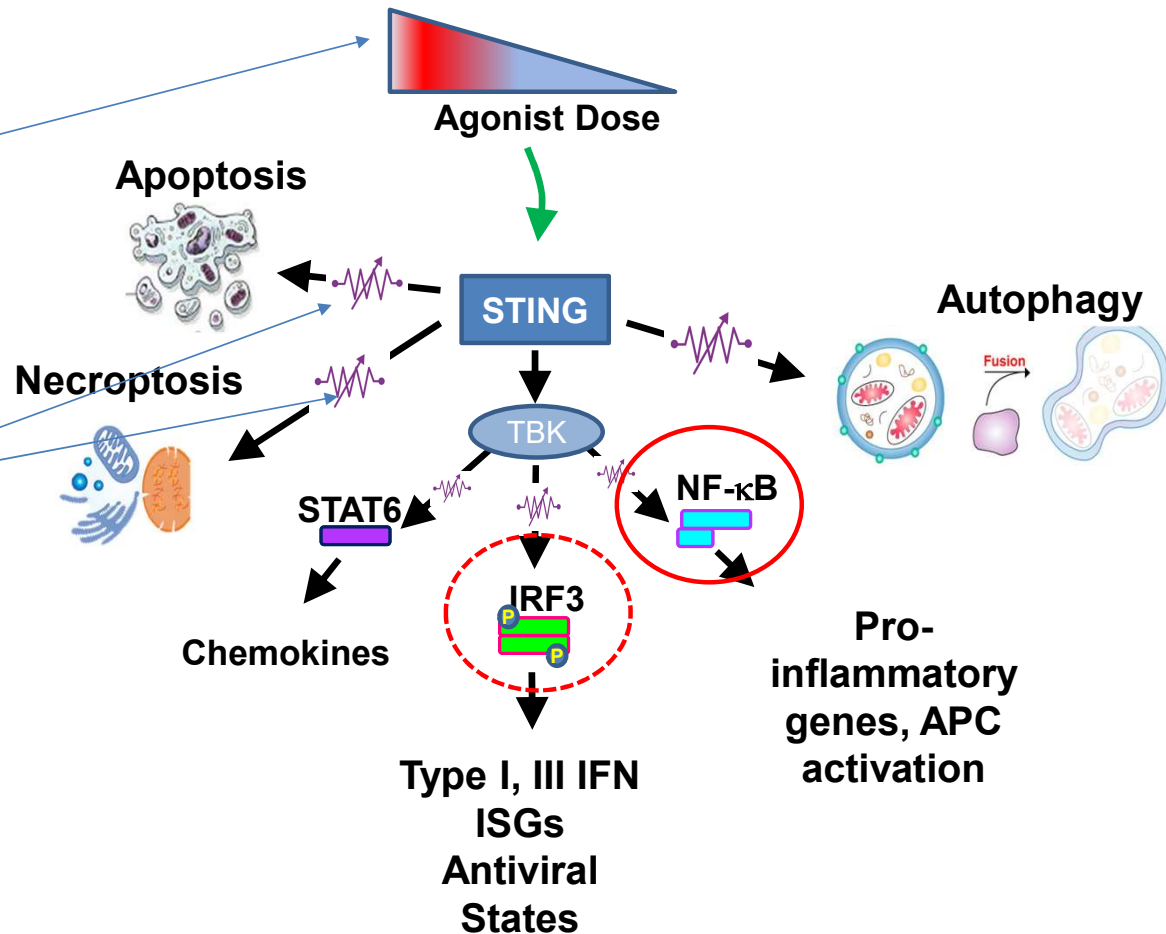 Agonist Dose
Apoptosis
STING
Autophagy
Fusion
Necroptosis
TBK
STAT6
NF-κB
IRF3
P
P
Chemokines
Pro-
inflammatory
genes, APC
activation
Type I, III IFN
ISGs
Antiviral
States